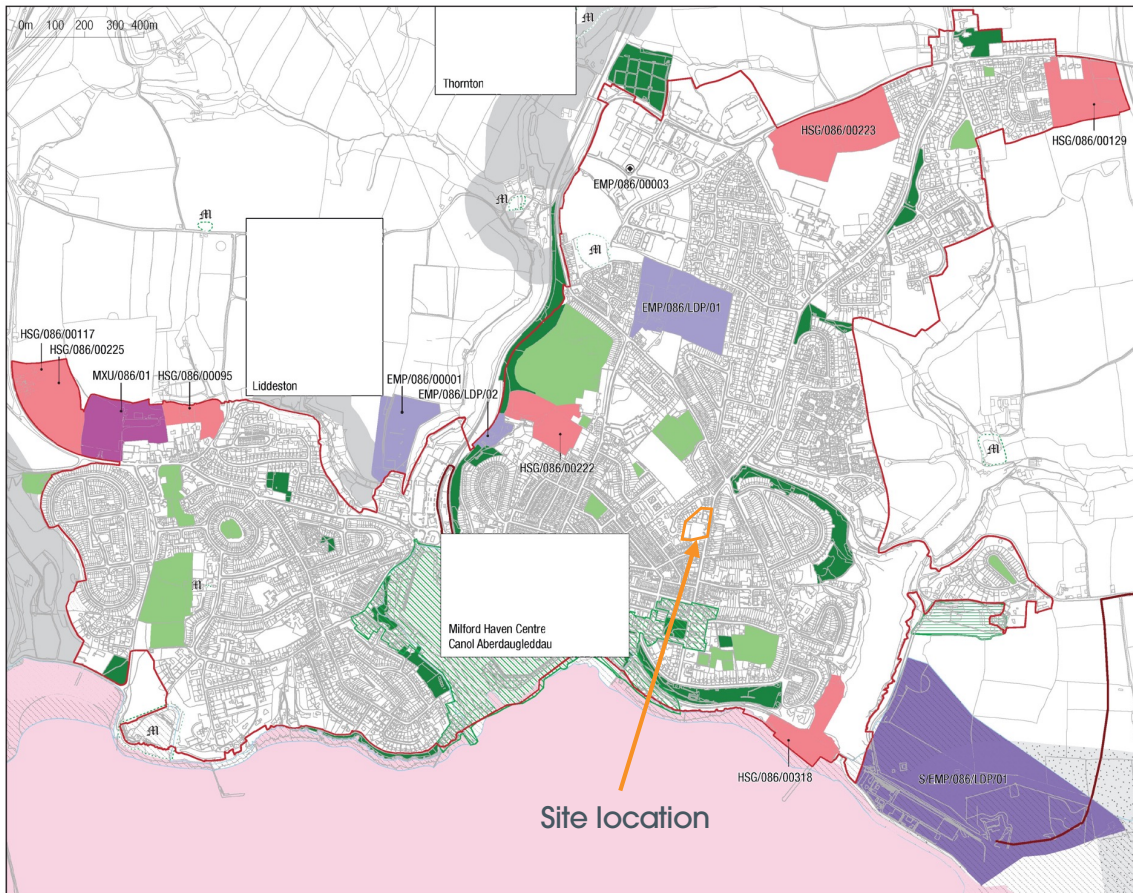 0m 100 200 300 400m
Thornton
M
M
M
M
M
M
M
HSG/086/00223
HSG/086/00129
EMP/086/00003
EMP/086/LDP/01
HSG/086/00117
HSG/086/00225
MXU/086/01
HSG/086/00095
Liddeston
EMP/086/00001
EMP/086/LDP/02
HSG/086/00222
Milford Haven Centre
Canol Aberdaugleddau
HSG/086/00318
S/EMP/086/LDP/01
Site location